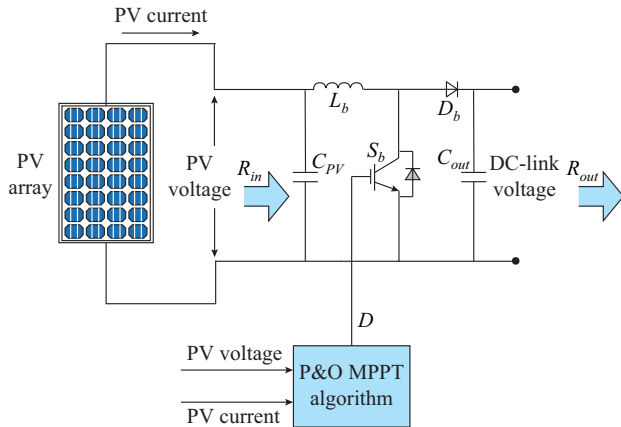 PV current
PV
array
PV
voltage
R_in
C_PV
L_b
S_b
D_b
C_out
DC-link
voltage
R_out
D
PV voltage
PV current
P&O MPPT
algorithm